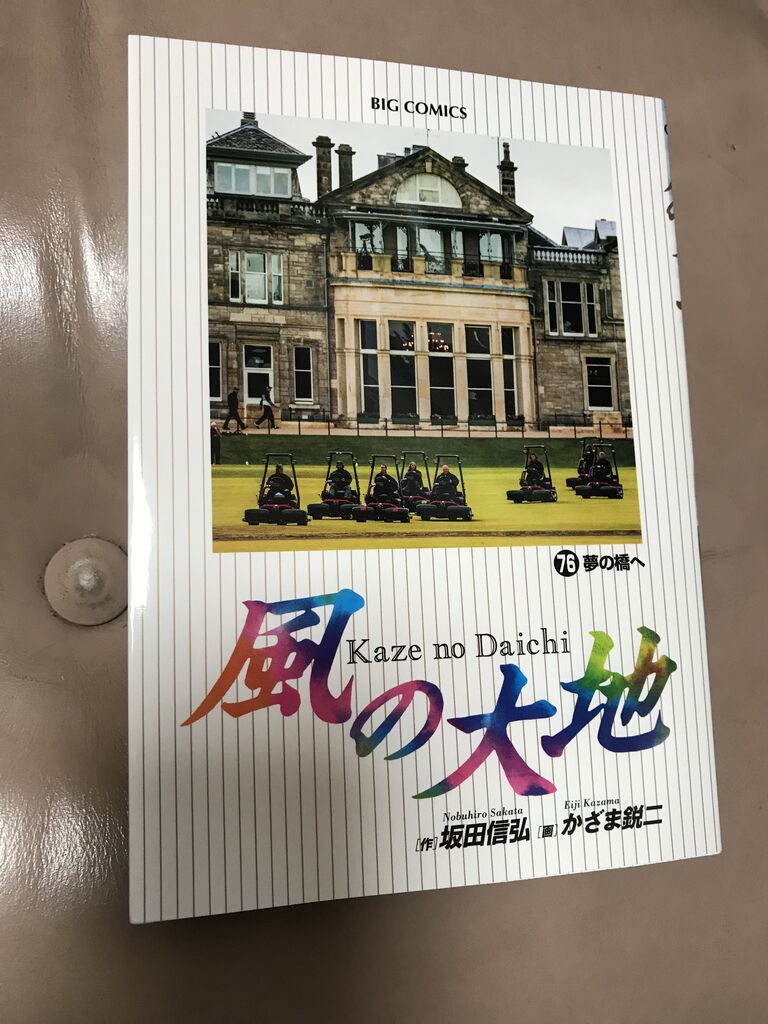 BIG COMICS
76 夢の橋へ
風の大地
Kaze no Daichi
Nobuhiro Sakata
Eiji Kazama
[作]坂田信弘 [画]かざま鋭二